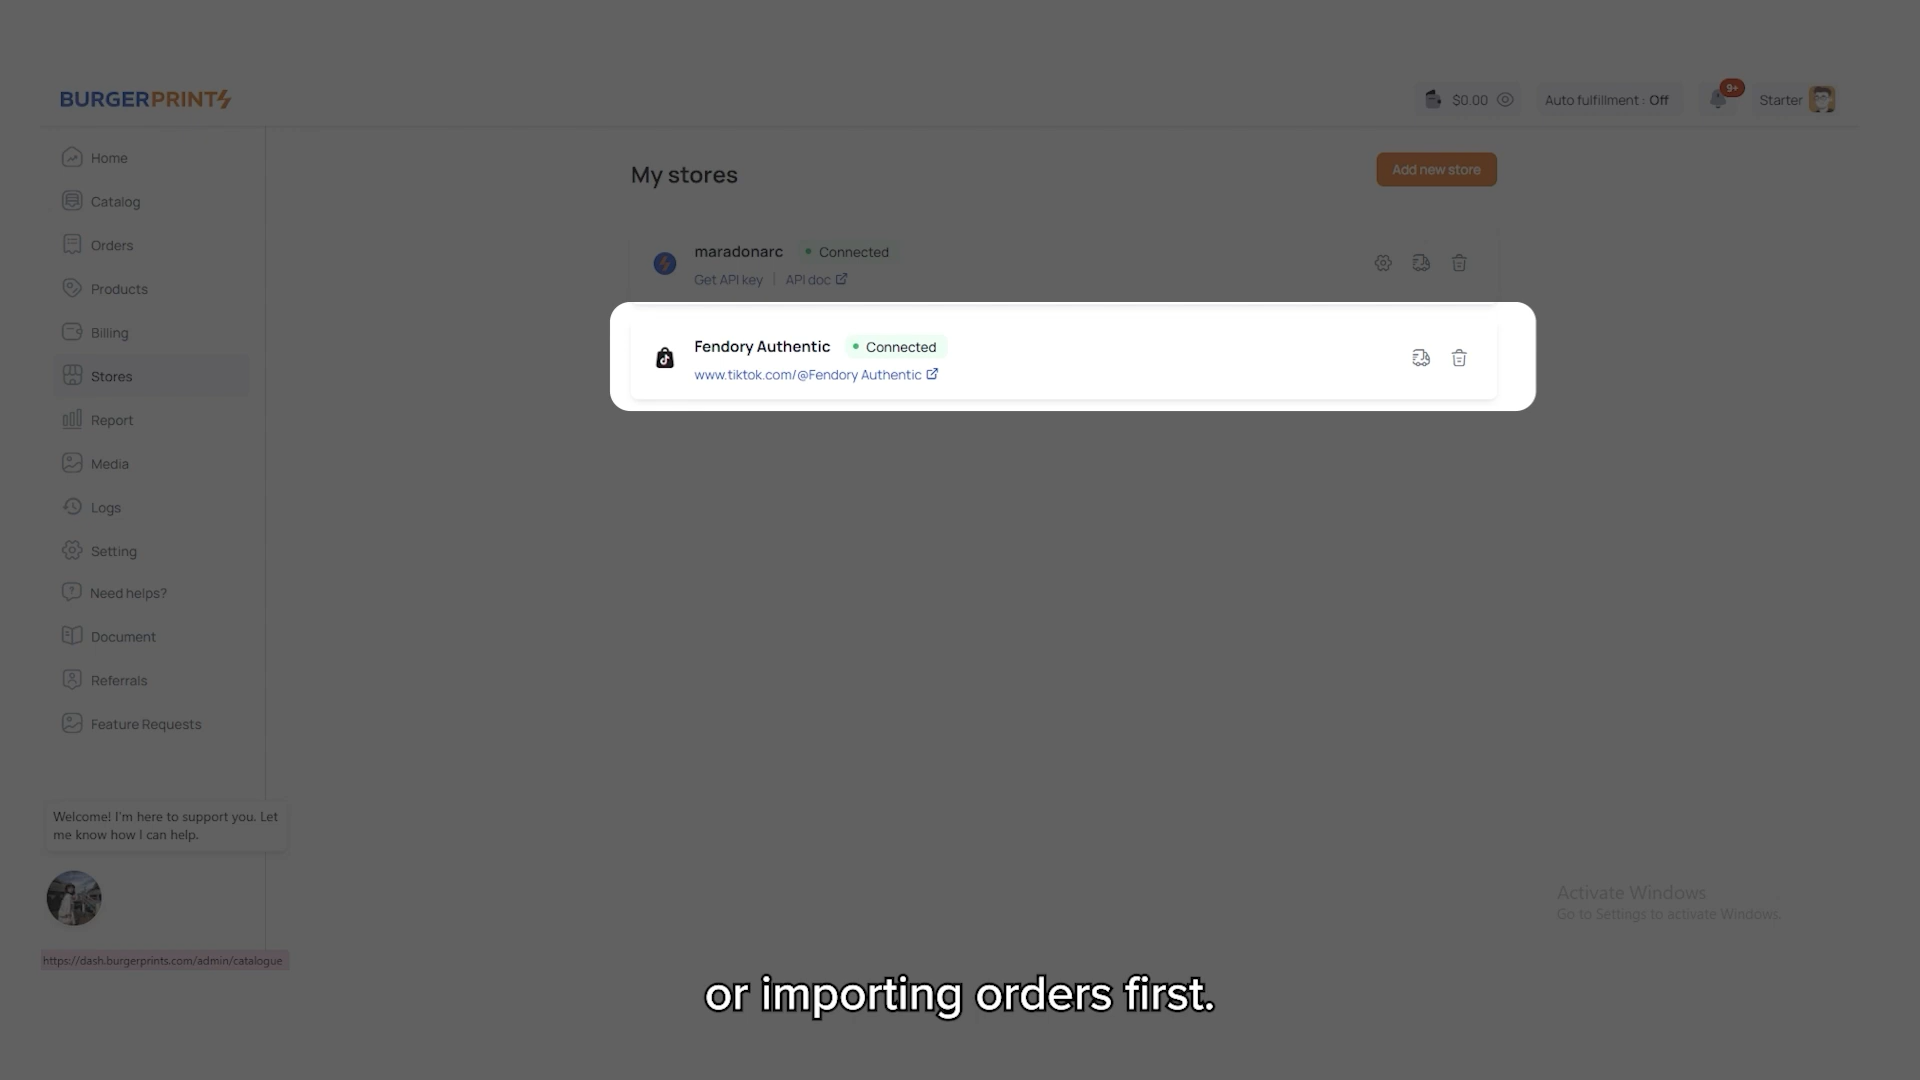 BURGERPRINTS
$0.00
Auto fulfillment : Off
9+
Starter
Home
Catalog
Orders
Products
Billing
Stores
Report
Media
Logs
Setting
Need helps?
Document
Referrals
Feature Requests
My stores
Add new store
maradonarc
Connected
Get API key | API doc
Fendory Authentic
Connected
www.tiktok.com/@Fendory Authentic
Welcome! I'm here to support you. Let
me know how I can help.
Activate Windows
Go to Settings to activate Windows.
https://dash.burgerprints.com/admin/catalogue
or importing orders first.